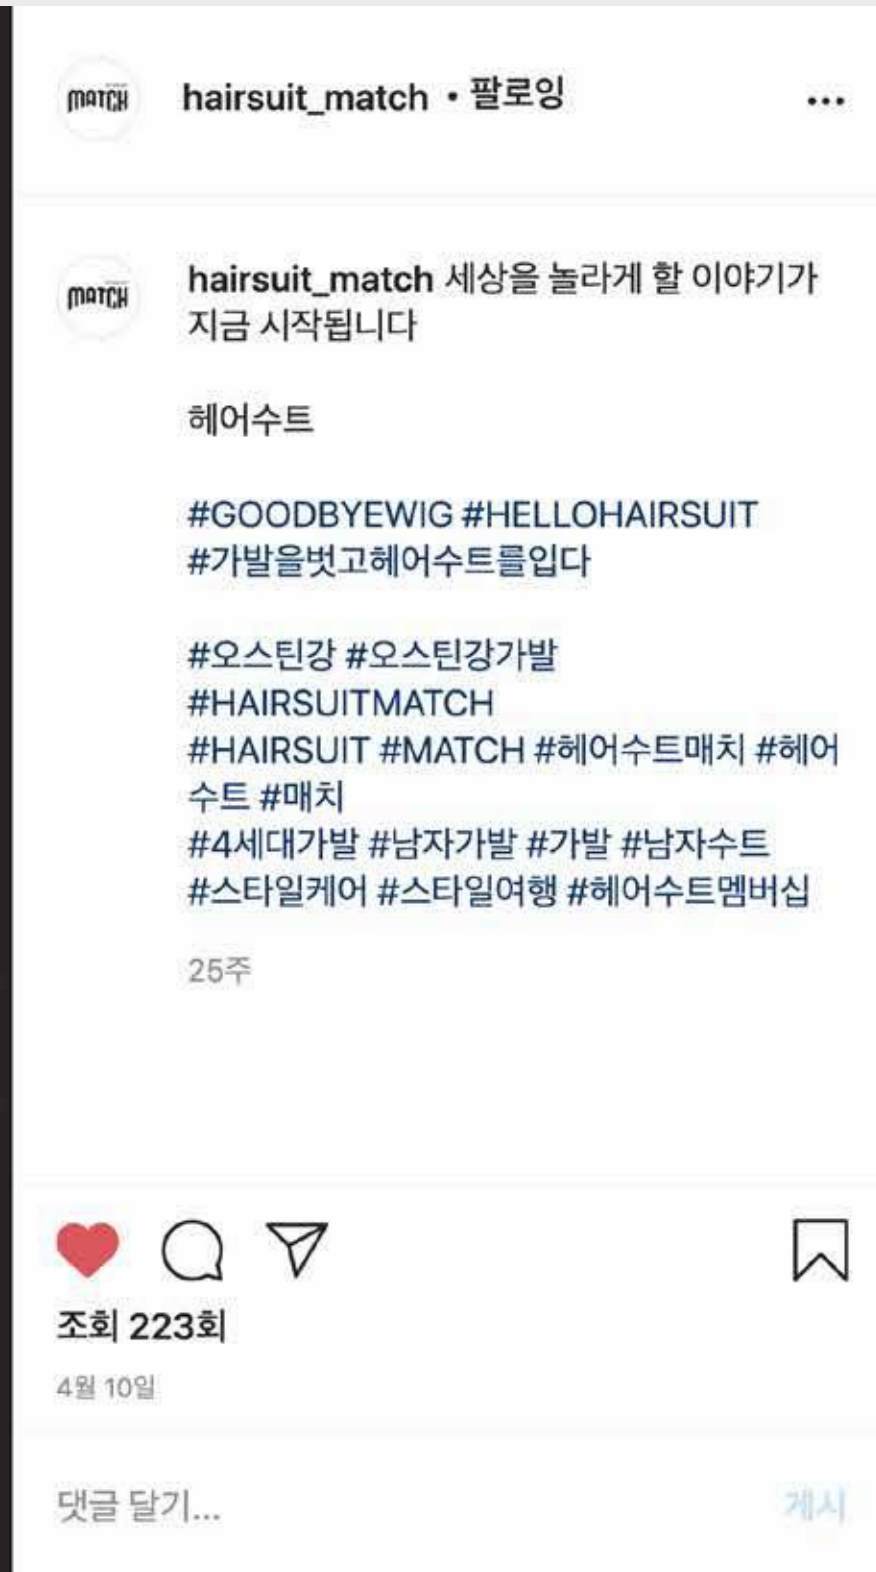 MATCH hairsuit_match • 팔로잉 ...
MATCH hairsuit_match 세상을 놀라게 할 이야기가
지금 시작됩니다
헤어수트
#GOODBYEWIG #HELLOHAIRSUIT
#가발을벗고헤어수트를입다
#오스틴강 #오스틴강가발
#HAIRSUITMATCH
#HAIRSUIT #MATCH #헤어수트매치 #헤어
수트 #매치
#4세대가발 #남자가발 #가발 #남자수트
#스타일케어 #스타일여행 #헤어수트멤버십
25주
조회 223회
4월 10일
댓글 달기...
게시